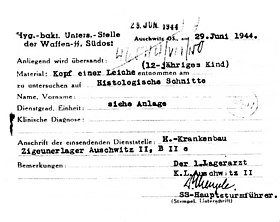 29. JUNI 1944
Hyg.-bakt. Unters.-Stelle
der Waffen-SS, Südost
Auschwitz OS., am 29. Juni 1944.
Anliegend wird übersandt:
(12-jähriges Kind)
Material: Kopf einer Leiche entnommen am
zu untersuchen auf Histologische Schnitte
Name, Vorname:
siehe Anlage
Dienstgrad, Einheit:
Klinische Diagnose:
Anschrift der einsendenden Dienststelle: H.-Krankenbau
Zigeunerlager Auschwitz II, B II e
Bemerkungen:
Der 1.Lagerarzt
K.L.Auschwitz II
SS-Hauptsturmführer.
(Stempel, Unterschrift)